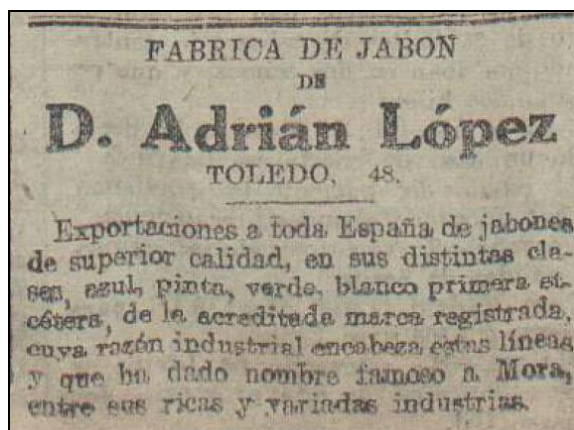 FABRICA DE JABON
DE
D. Adrián López
TOLEDO, 48.
Exportaciones a toda España de jabones
de superior calidad, en sus distintas cla-
ses, azul, pinta, verde, blanco primera et-
cétera, de la acreditada marca registrada,
cuya razón industrial encabeza estas líneas
y que ha dado nombre famoso a Mora,
entre sus ricas y variadas industrias.